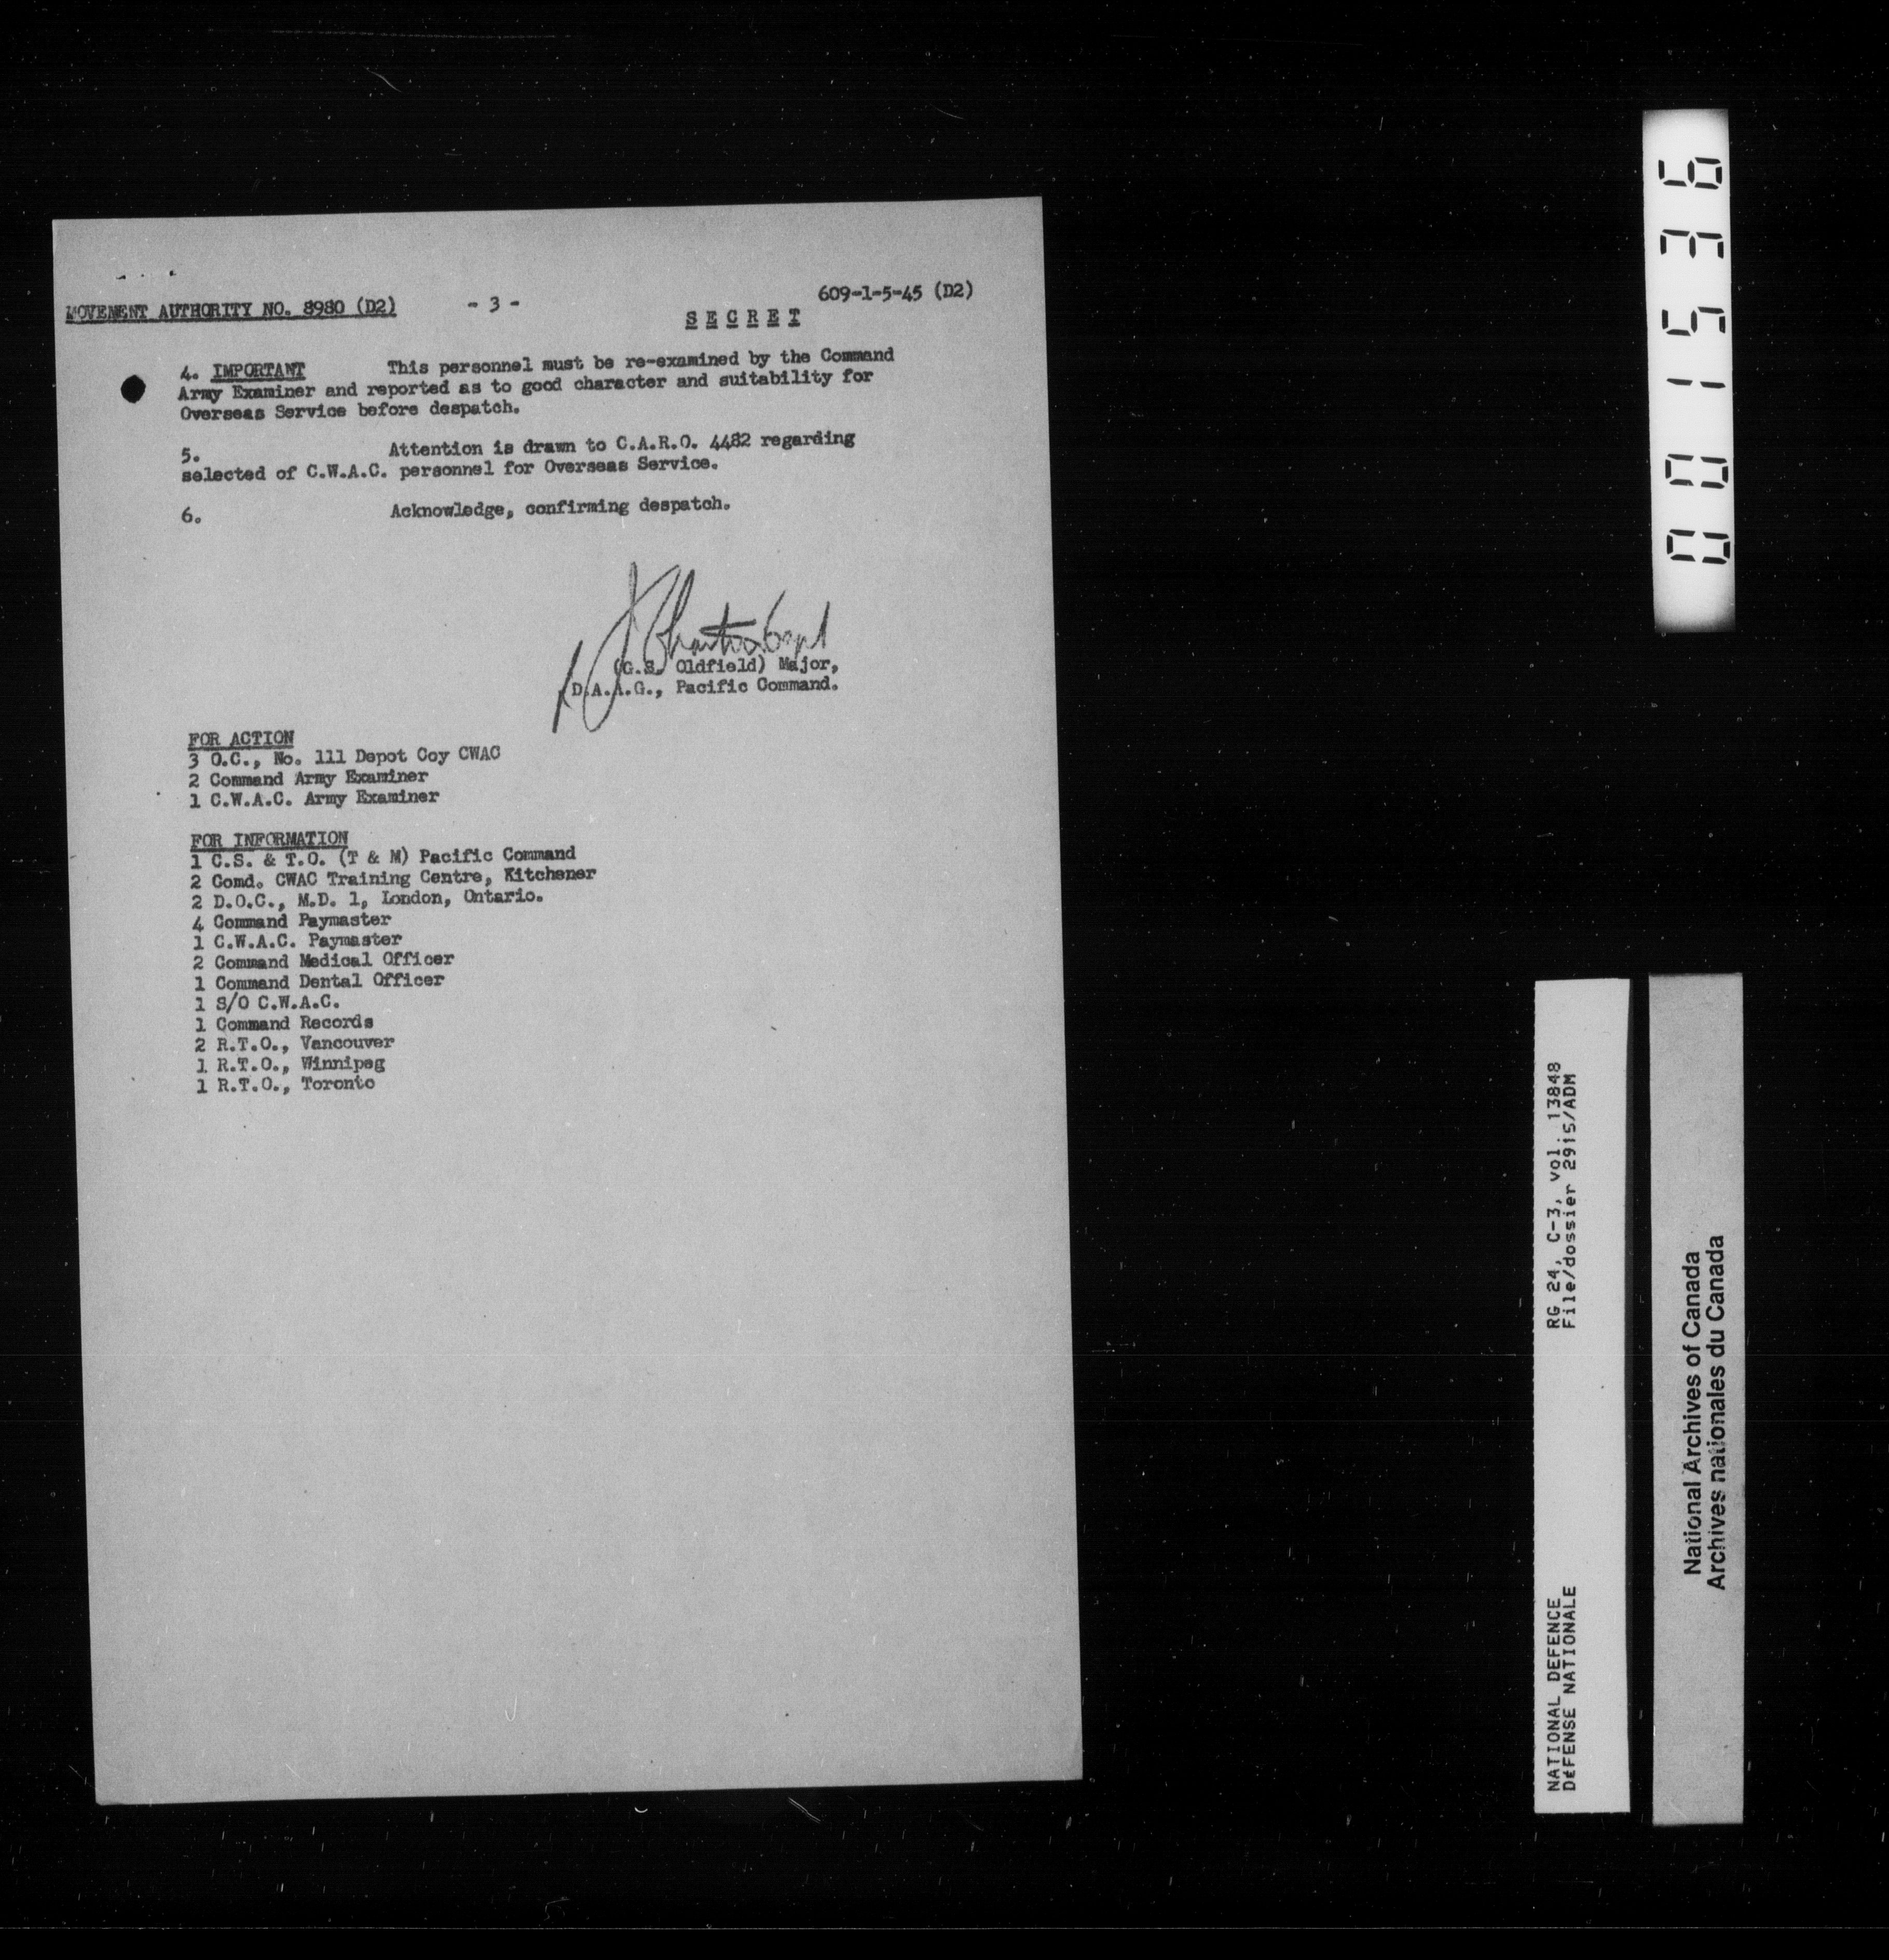 MOVEMENT AUTHORITY NO. 8980 (D2)
- 3 -
609-1-5-45 (D2)
SECRET
4. IMPORTANT This personnel must be re-examined by the Command
Army Examiner and reported as to good character and suitability for
Overseas Service before despatch.
5. Attention is drawn to C.A.R.O. 4482 regarding
selected of C.W.A.C. personnel for Overseas Service.
6. Acknowledge, confirming despatch.
(G.S. Oldfield) Major,
D.A.A.G., Pacific Command.
FOR ACTION
3 O.C., No. 111 Depot Coy CWAC
2 Command Army Examiner
1 C.W.A.C. Army Examiner
FOR INFORMATION
1 C.S. & T.O. (T & M) Pacific Command
2 Comd. CWAC Training Centre, Kitchener
2 D.O.C., M.D. 1, London, Ontario.
4 Command Paymaster
1 C.W.A.C. Paymaster
2 Command Medical Officer
1 Command Dental Officer
1 S/O C.W.A.C.
1 Command Records
2 R.T.O., Vancouver
1 R.T.O., Winnipeg
1 R.T.O., Toronto
001536
RG 24, C-3, vol. 13848
File/dossier 2915/ADM
NATIONAL DEFENCE
DÉFENSE NATIONALE
National Archives of Canada
Archives nationales du Canada